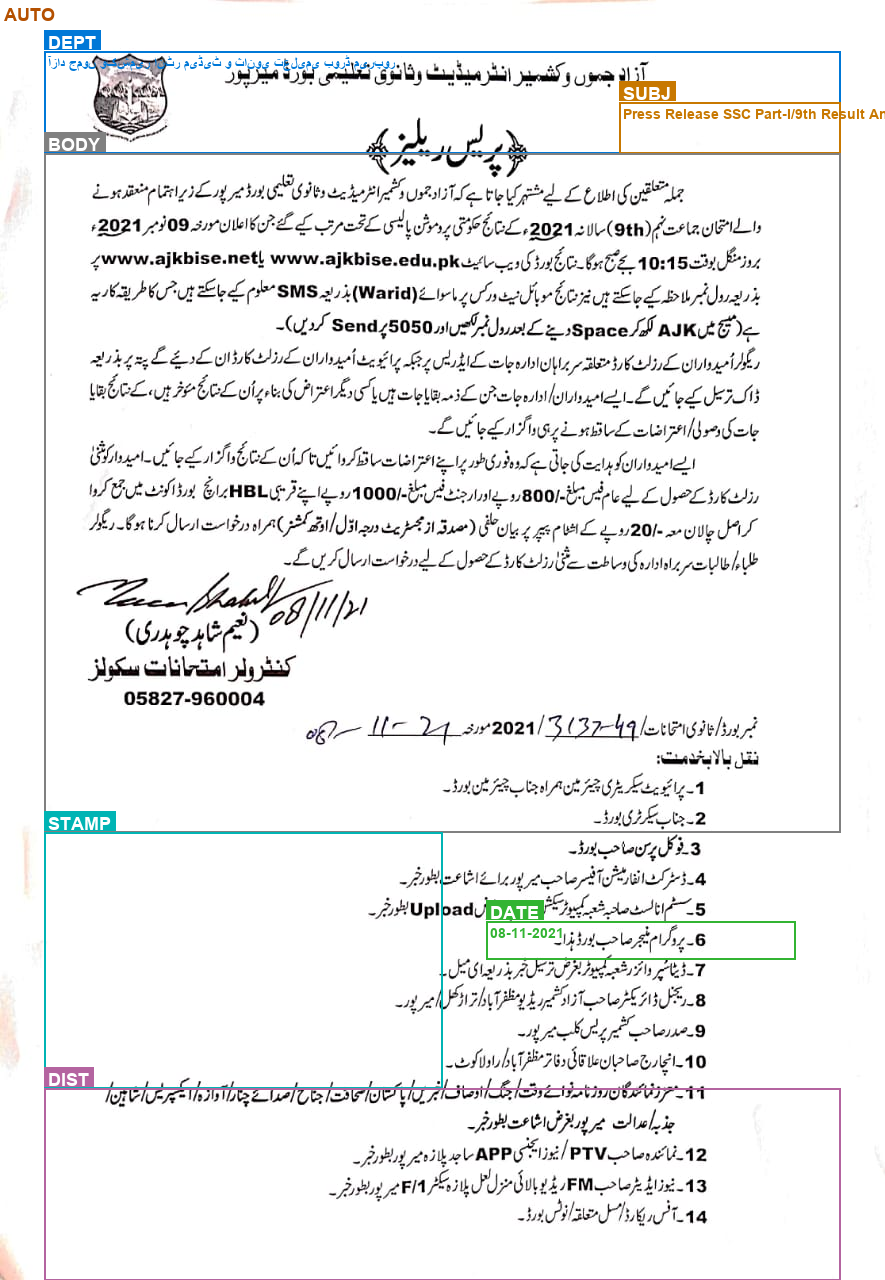 AUTO
DEPT
آزاد جموں و کشمیر انٹرمیڈیٹ و ثانوی تعلیمی بورڈ میرپور
SUBJ
Press Release SSC Part-I/9th Result An
BODY
پریس ریلیز
جملہ متعلقین کی اطلاع کے لیے مشتہر کیا جاتا ہے کہ آزاد جموں و کشمیر انٹرمیڈیٹ و ثانوی تعلیمی بورڈ میرپور کے زیر اہتمام منعقد ہونے
والے امتحان جماعت نہم (9th) سالانہ 2021ء کے نتائج حکومتی پروموشن پالیسی کے تحت مرتب کیے گئے جن کا اعلان مورخہ 09 نومبر 2021ء
بروز منگل بوقت 10:15 بجے صبح ہوگا۔ نتائج بورڈ کی ویب سائیٹ www.ajkbise.edu.pk یا www.ajkbise.net پر
بذریعہ رول نمبر ملاحظہ کیے جاسکتے ہیں نیز نتائج موبائل نیٹ ورکس پر ماسوائے (Warid) بذریعہ SMS معلوم کیے جاسکتے ہیں جس کا طریقہ کار یہ
ہے (میسج میں AJK لکھ کر Space دینے کے بعد رول نمبر لکھیں اور 5050 پر Send کر دیں)۔
ریگولر اُمیدواران کے رزلٹ کارڈ متعلقہ سربراہان ادارہ جات کے ایڈریس پر جبکہ پرائیویٹ اُمیدواران کے رزلٹ کارڈ ان کے دیئے گے پتہ پر بذریعہ
ڈاک ترسیل کیے جائیں گے۔ ایسے امیدواران/ادارہ جات جن کے ذمہ بقایا جات ہیں یا کسی دیگر اعتراض کی بناء پر اُن کے نتائج مؤخر ہیں، کے نتائج بقایا
جات کی وصولی/اعتراضات کے ساقط ہونے پر ہی واگزار کیے جائیں گے۔
ایسے امیدواران کو ہدایت کی جاتی ہے کہ وہ فوری طور پر اپنے اعتراضات ساقط کروائیں تاکہ اُن کے نتائج واگزار کیے جائیں۔ امیدوار کو مثنیٰ
رزلٹ کارڈ کے حصول کے لیے عام فیس مبلغ -/800 روپے اور ارجنٹ فیس مبلغ -/1000 روپے اپنے قریبی HBL برانچ بورڈ اکونٹ میں جمع کروا
کر اصل چالان معہ -/20 روپے کے اشٹام پیپر پر بیان حلفی (مصدقہ از مجسٹریٹ درجہ اوّل/اوتھ کمشنر) ہمراہ درخواست ارسال کرنا ہوگا۔ ریگولر
طلباء/طالبات سربراہ ادارہ کی وساطت سے مثنیٰ رزلٹ کارڈ کے حصول کے لیے درخواست ارسال کریں گے۔
08/11/21
(نعیم شاہد چوہدری)
کنٹرولر امتحانات سکولز
05827-960004
نمبر بورڈ/ثانوی امتحانات/3137-49/2021 مورخہ 08-11-21
نقل بالا بخدمت:
1۔ پرائیویٹ سیکریٹری چیئرمین ہمراہ جناب چیئرمین بورڈ۔
2۔ جناب سیکرٹری بورڈ۔
STAMP
3۔ فوکل پرسن صاحب بورڈ۔
4۔ ڈسٹرکٹ انفارمیشن آفیسر صاحب میرپور برائے اشاعت بطور خبر۔
5۔ سسٹم انالسٹ صاحبہ شعبہ کمپیوٹر Upload بطور خبر۔
DATE
08-11-2021
6۔ پروگرام منیجر صاحب بورڈ ہذا۔
7۔ ڈیٹا سُپروائزر شعبہ کمپیوٹر بغرض ترسیل خبر بذریعہ ای میل۔
8۔ ریجنل ڈائریکٹر صاحب آزاد کشمیر ریڈیو مظفرآباد/تراڑکھل/میرپور۔
9۔ صدر صاحب کشمیر پریس کلب میرپور۔
10۔ انچارج صاحبان علاقائی دفاتر مظفرآباد/راولاکوٹ۔
DIST
11۔ معزز نمائندگان روزنامہ نوائے وقت/جنگ/اوصاف/خبریں/پاکستان/صحافت/جناح/صدائے چنار/آوازہ/ایکسپریس/شاہین/
جذبہ/عدالت میرپور بغرض اشاعت بطور خبر۔
12۔ نمائندہ صاحب PTV/نیوز ایجنسی APP ساجد پلازہ میرپور بطور خبر۔
13۔ نیوز ایڈیٹر صاحب FM ریڈیو بالائی منزل لعل پلازہ سیکٹر F/1 میرپور بطور خبر۔
14۔ آفس ریکارڈ/مسل متعلقہ/نوٹس بورڈ۔